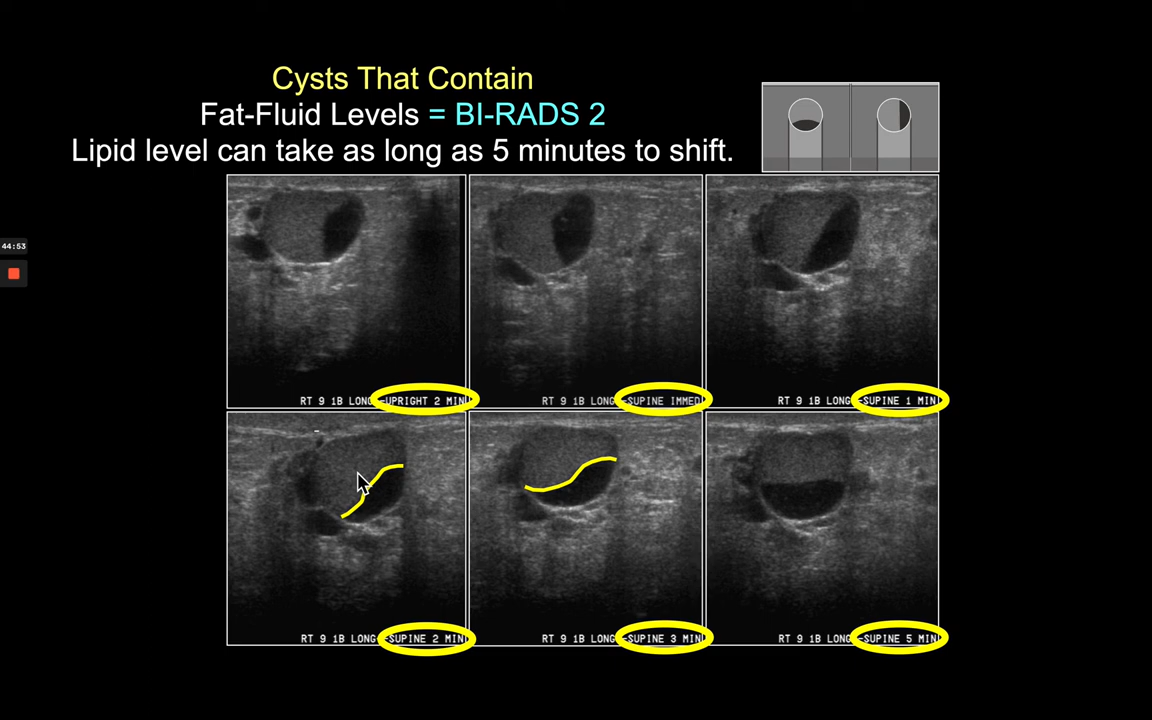 Cysts That Contain
Fat-Fluid Levels = BI-RADS 2
Lipid level can take as long as 5 minutes to shift.
44:53
RT 9 1B LONG -UPRIGHT 2 MIN
RT 9 1B LONG -SUPINE IMMED
RT 9 1B LONG -SUPINE 1 MIN
RT 9 1B LONG -SUPINE 2 MIN
RT 9 1B LONG -SUPINE 3 MIN
RT 9 1B LONG -SUPINE 5 MIN